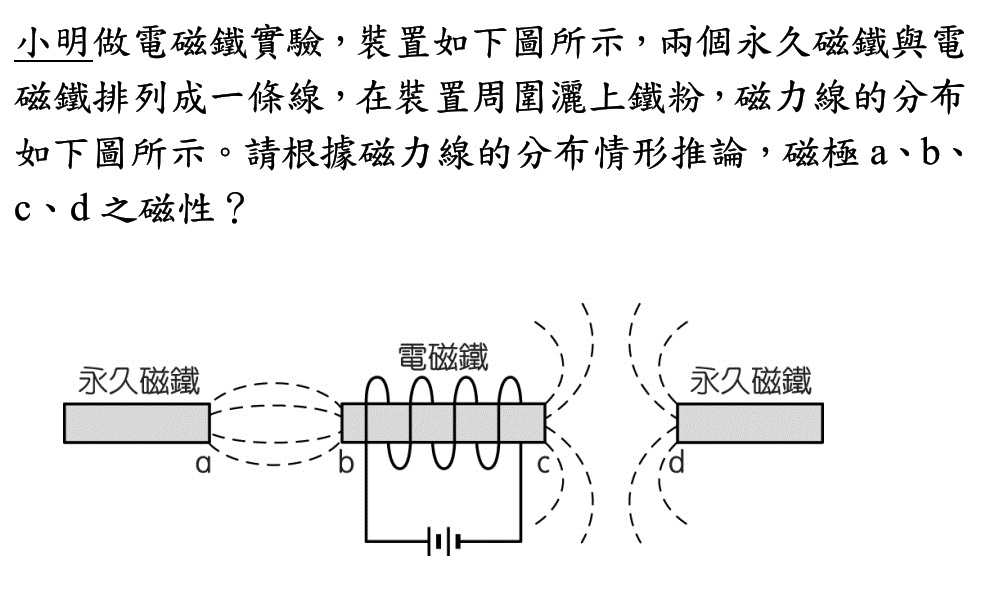 小明做電磁鐵實驗，裝置如下圖所示，兩個永久磁鐵與電
磁鐵排列成一條線，在裝置周圍灑上鐵粉，磁力線的分布
如下圖所示。請根據磁力線的分布情形推論，磁極 a、b、
c、d 之磁性？
電磁鐵
永久磁鐵
永久磁鐵
a
b
c
d